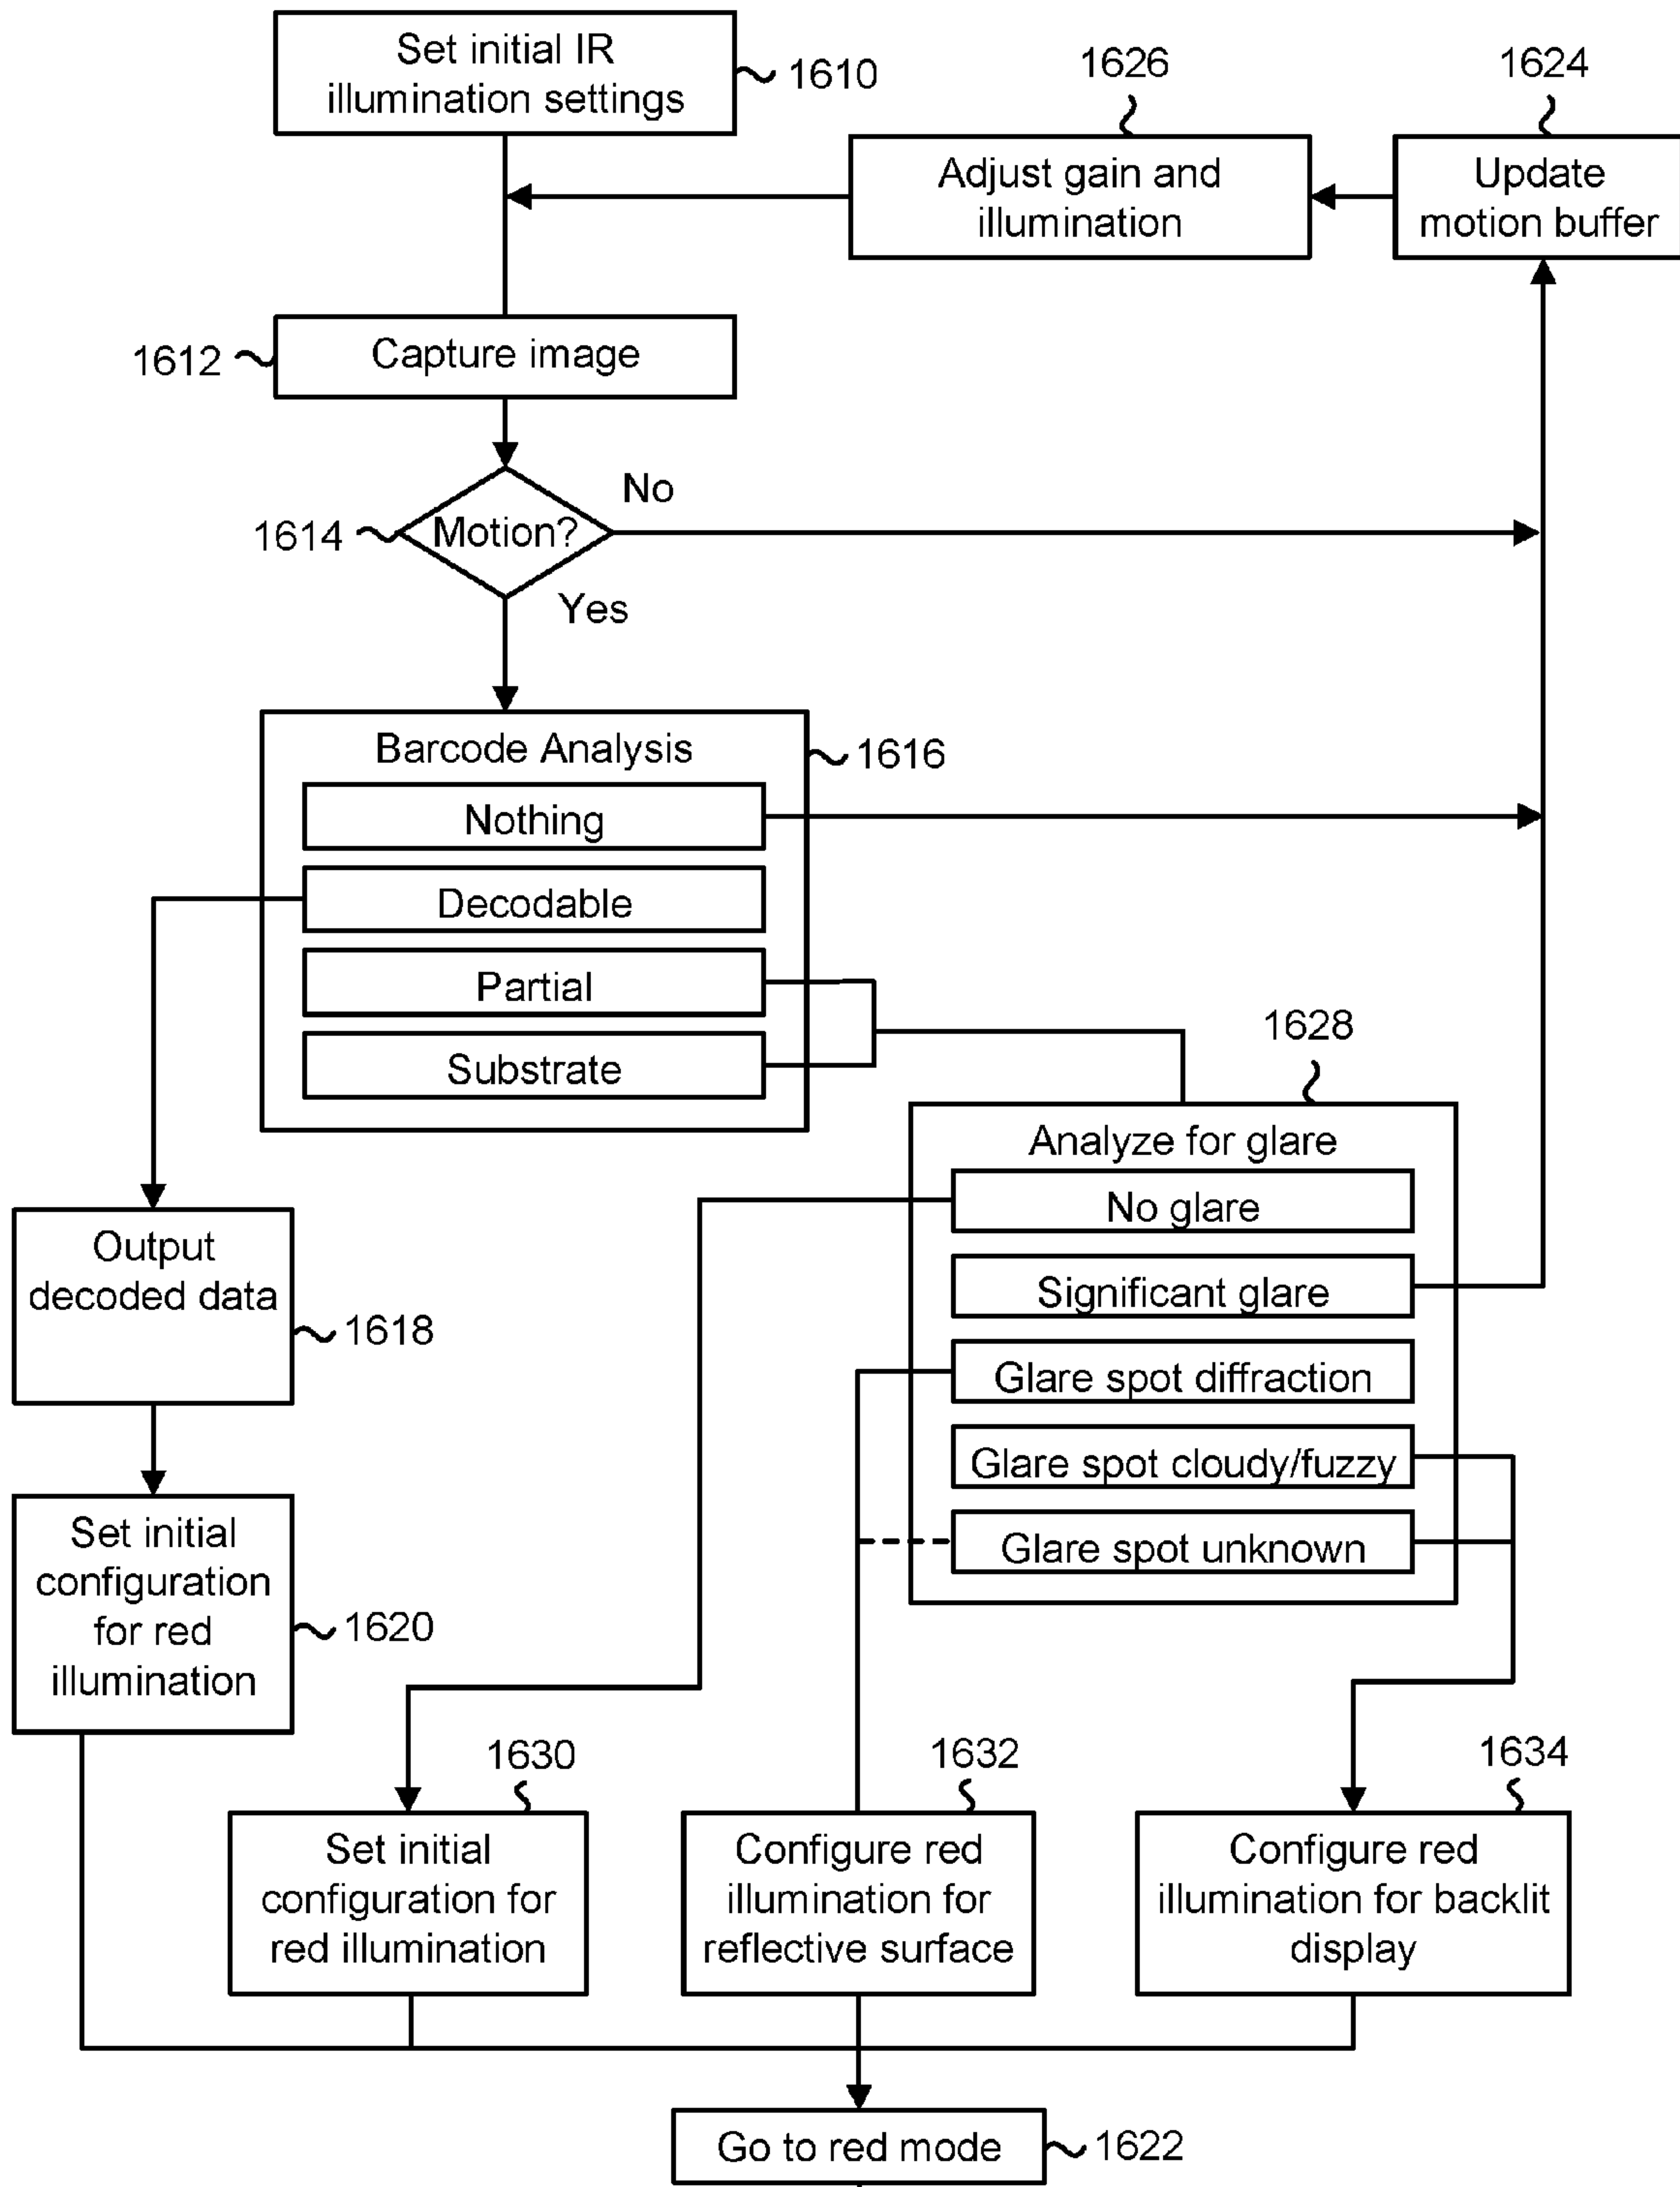 Set initial IR
illumination settings
1610
1626
1624
Adjust gain and
illumination
Update
motion buffer
1612
Capture image
No
1614
Motion?
Yes
Barcode Analysis
1616
Nothing
Decodable
Partial
Substrate
1628
Analyze for glare
No glare
Significant glare
Glare spot diffraction
Glare spot cloudy/fuzzy
Glare spot unknown
Output
decoded data
1618
Set initial
configuration
for red
illumination
1620
1630
1632
1634
Set initial
configuration for
red illumination
Configure red
illumination for
reflective surface
Configure red
illumination for backlit
display
Go to red mode
1622